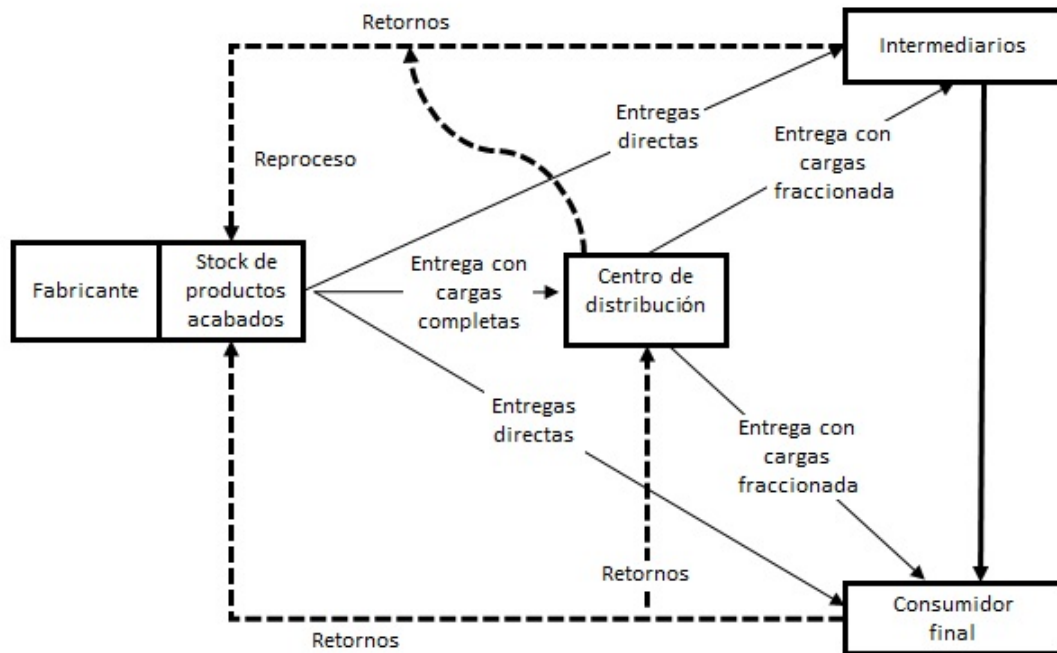 Retornos
Intermediarios
Entregas
directas
Entrega con
cargas
fraccionada
Reproceso
Fabricante
Stock de
productos
acabados
Entrega con
cargas
completas
Centro de
distribución
Entregas
directas
Entrega con
cargas
fraccionada
Retornos
Retornos
Consumidor
final